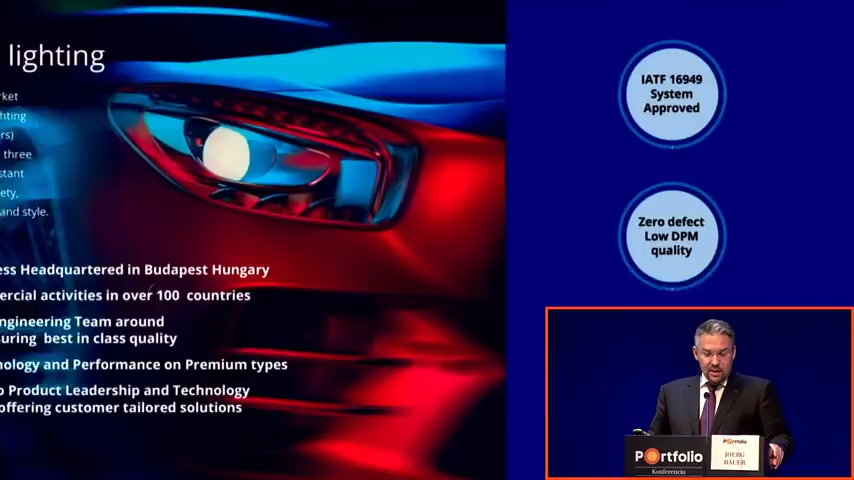 lighting
rket
hting
rs)
three
stant
ety,
and style.
ess Headquartered in Budapest Hungary
ercial activities in over 100 countries
ngineering Team around
suring best in class quality
nology and Performance on Premium types
o Product Leadership and Technology
offering customer tailored solutions
IATF 16949
System
Approved
Zero defect
Low DPM
quality
Portfolio
Konferencia
Portfolio
JOERG
BAUER